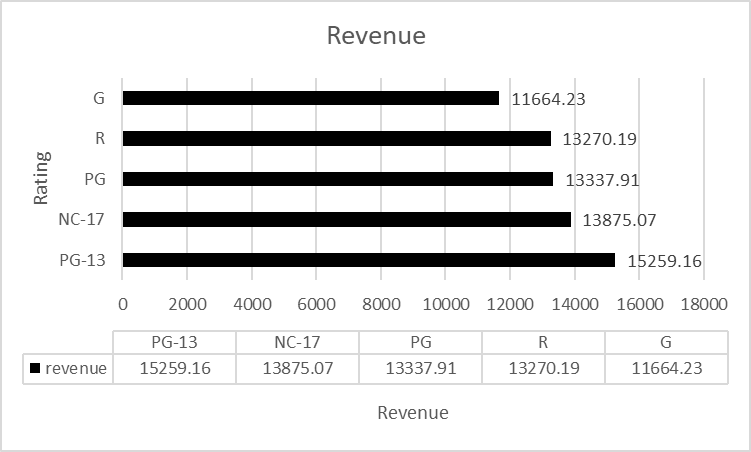 Revenue
Rating
G 11664.23
R 13270.19
PG 13337.91
NC-17 13875.07
PG-13 15259.16
0 2000 4000 6000 8000 10000 12000 14000 16000 18000
PG-13 NC-17 PG R G
revenue 15259.16 13875.07 13337.91 13270.19 11664.23
Revenue